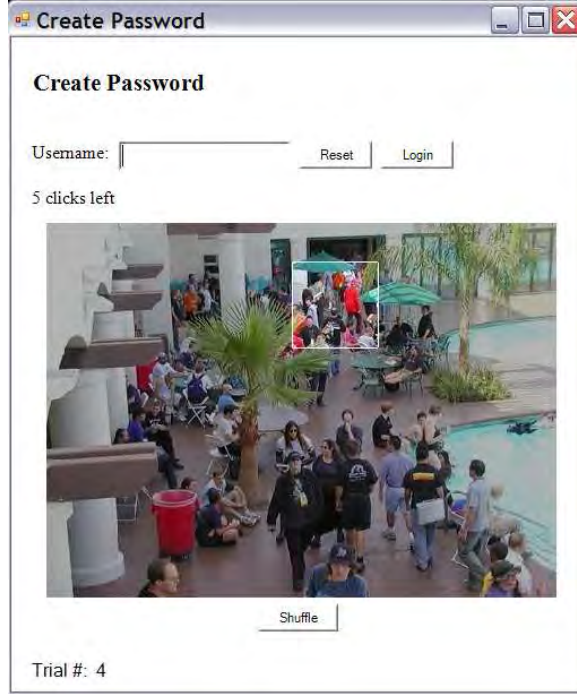 Create Password
Create Password
Username: Reset Login
5 clicks left
Shuffle
Trial #: 4